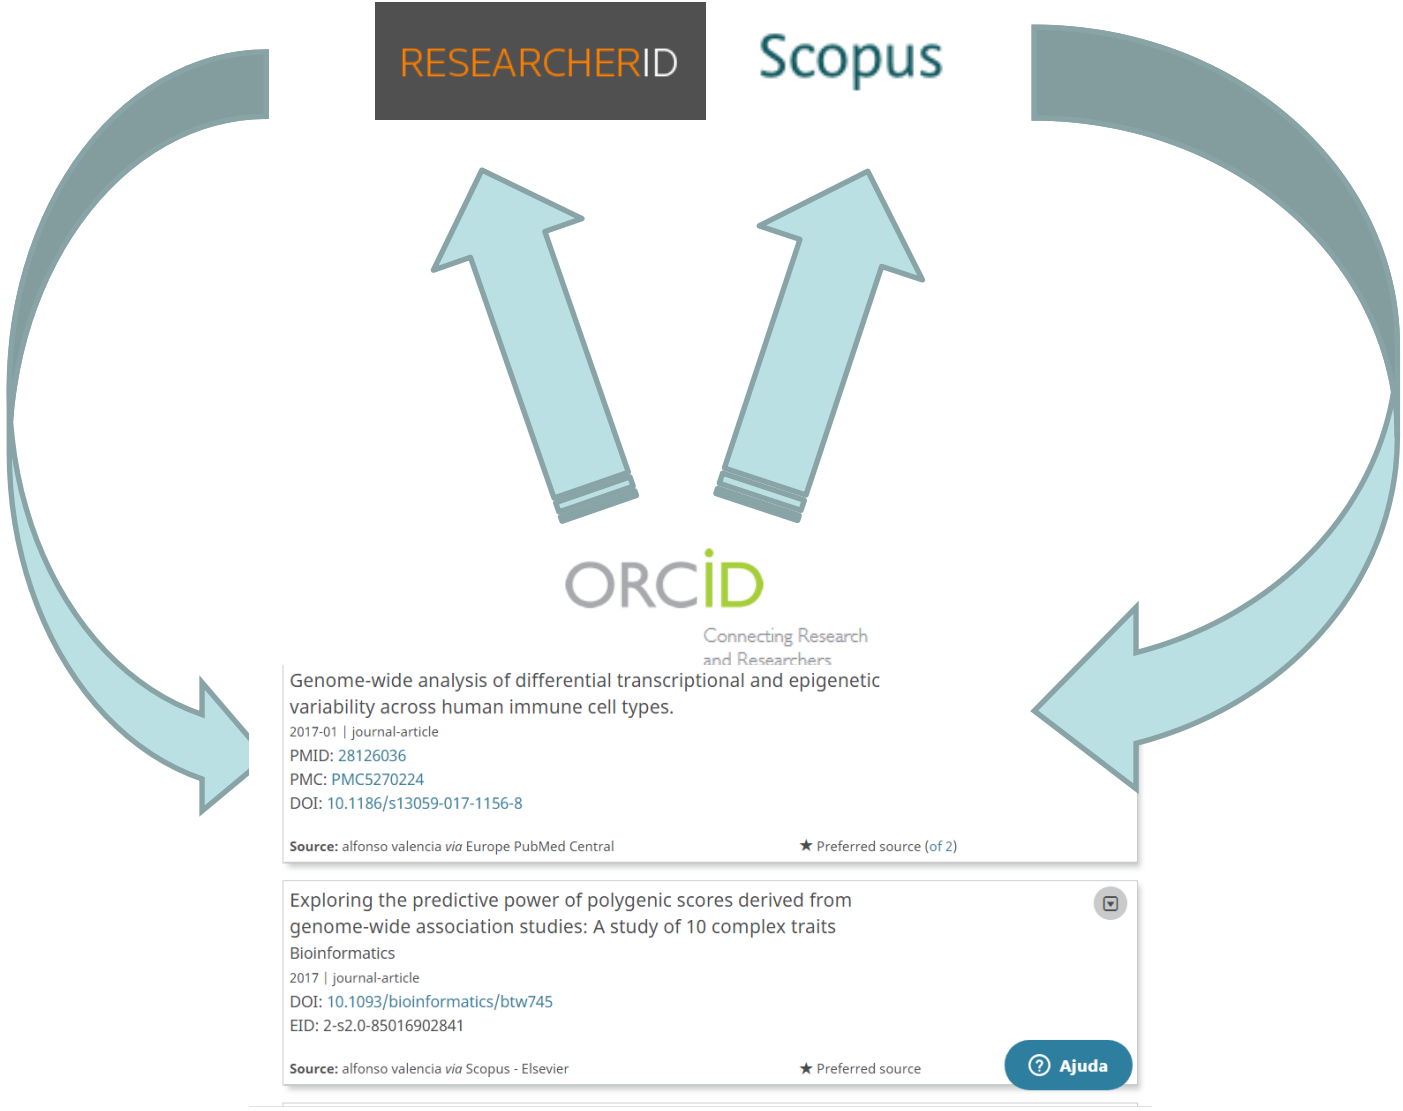 RESEARCHERID
Scopus
ORCiD
Connecting Research
and Researchers
Genome-wide analysis of differential transcriptional and epigenetic
variability across human immune cell types.
2017-01 | journal-article
PMID: 28126036
PMC: PMC5270224
DOI: 10.1186/s13059-017-1156-8
Source: alfonso valencia via Europe PubMed Central
★ Preferred source (of 2)
Exploring the predictive power of polygenic scores derived from
genome-wide association studies: A study of 10 complex traits
Bioinformatics
2017 | journal-article
DOI: 10.1093/bioinformatics/btw745
EID: 2-s2.0-85016902841
Source: alfonso valencia via Scopus - Elsevier
★ Preferred source
? Ajuda